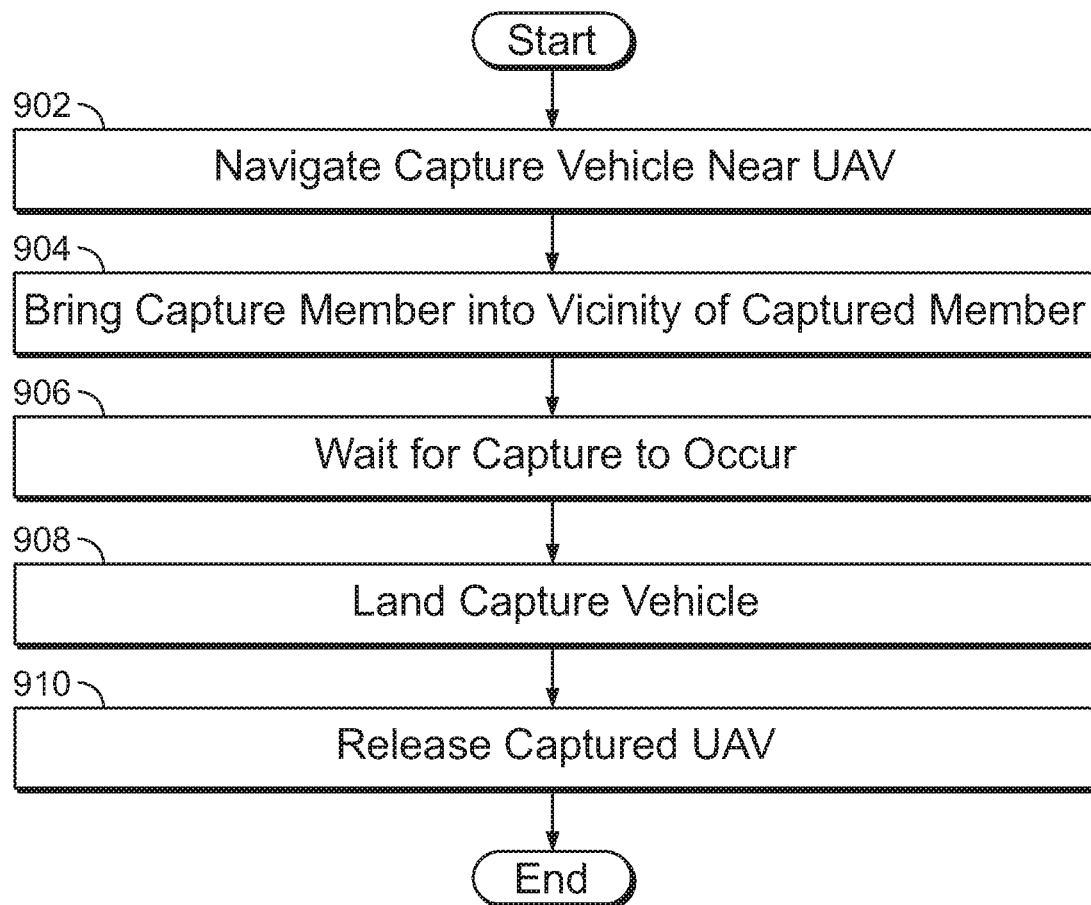 Start
902
Navigate Capture Vehicle Near UAV
904
Bring Capture Member into Vicinity of Captured Member
906
Wait for Capture to Occur
908
Land Capture Vehicle
910
Release Captured UAV
End